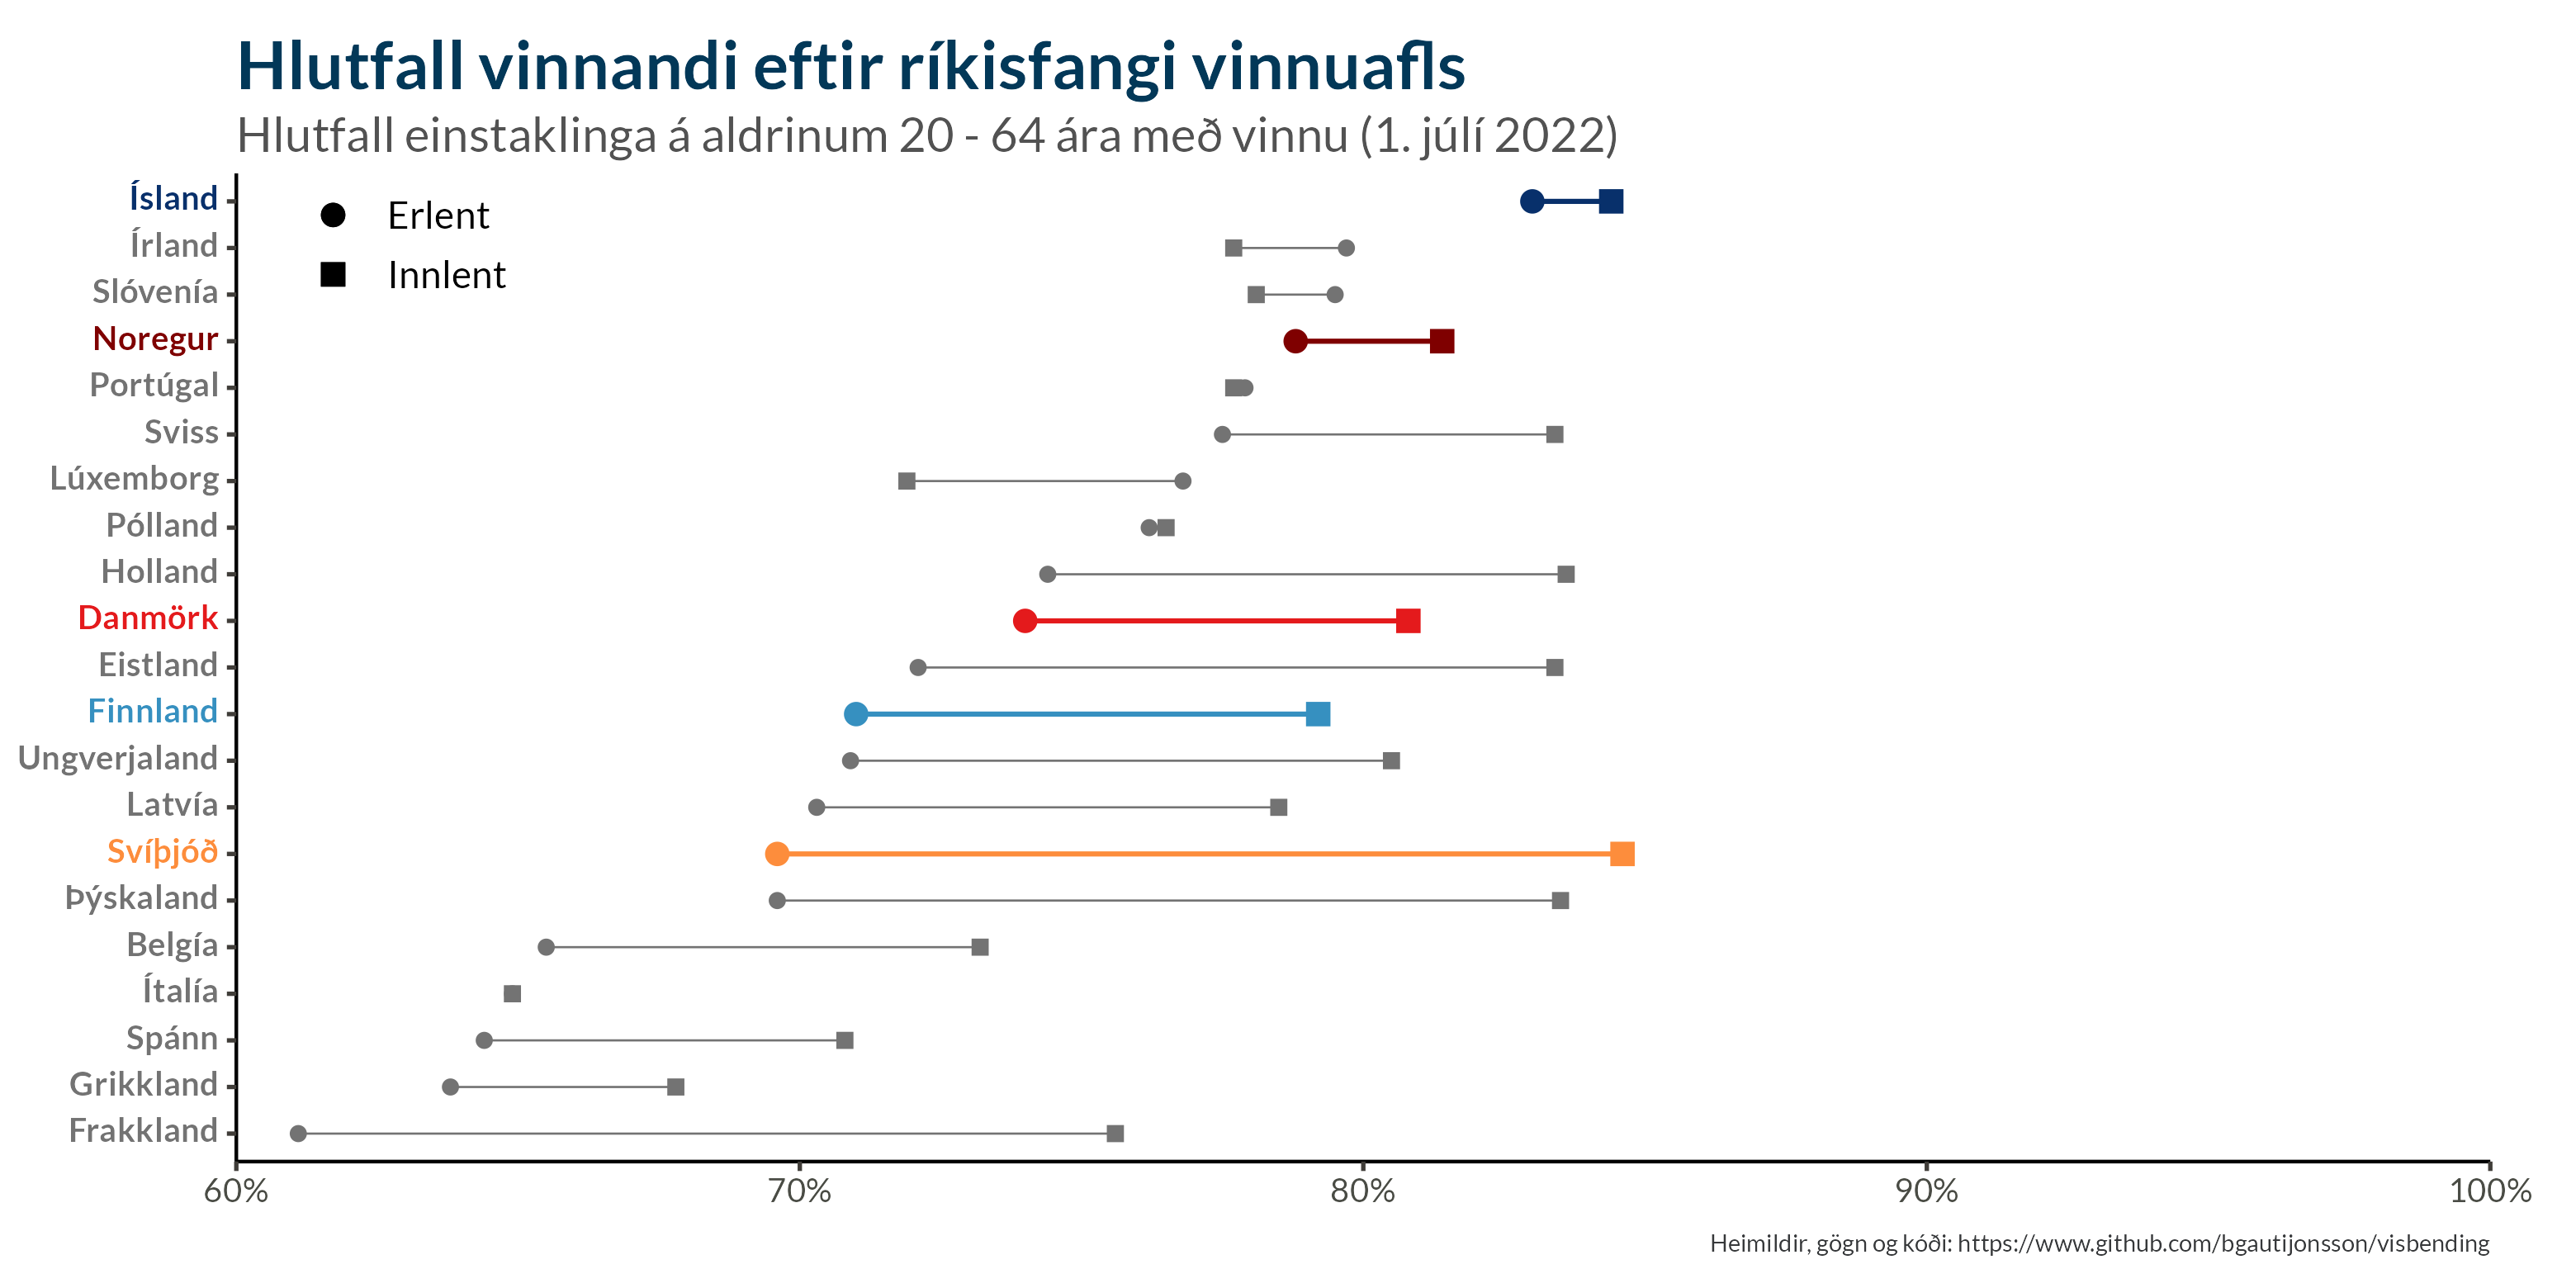 Hlutfall vinnandi eftir ríkisfangi vinnuafls
Hlutfall einstaklinga á aldrinum 20 - 64 ára með vinnu (1. júlí 2022)
Erlent
Innlent
Ísland
Írland
Slóvenía
Noregur
Portúgal
Sviss
Lúxemborg
Pólland
Holland
Danmörk
Eistland
Finnland
Ungverjaland
Latvía
Svíþjóð
Þýskaland
Belgía
Ítalía
Spánn
Grikkland
Frakkland
60% 70% 80% 90% 100%
Heimildir, gögn og kóði: https://www.github.com/bgautijonsson/visbending